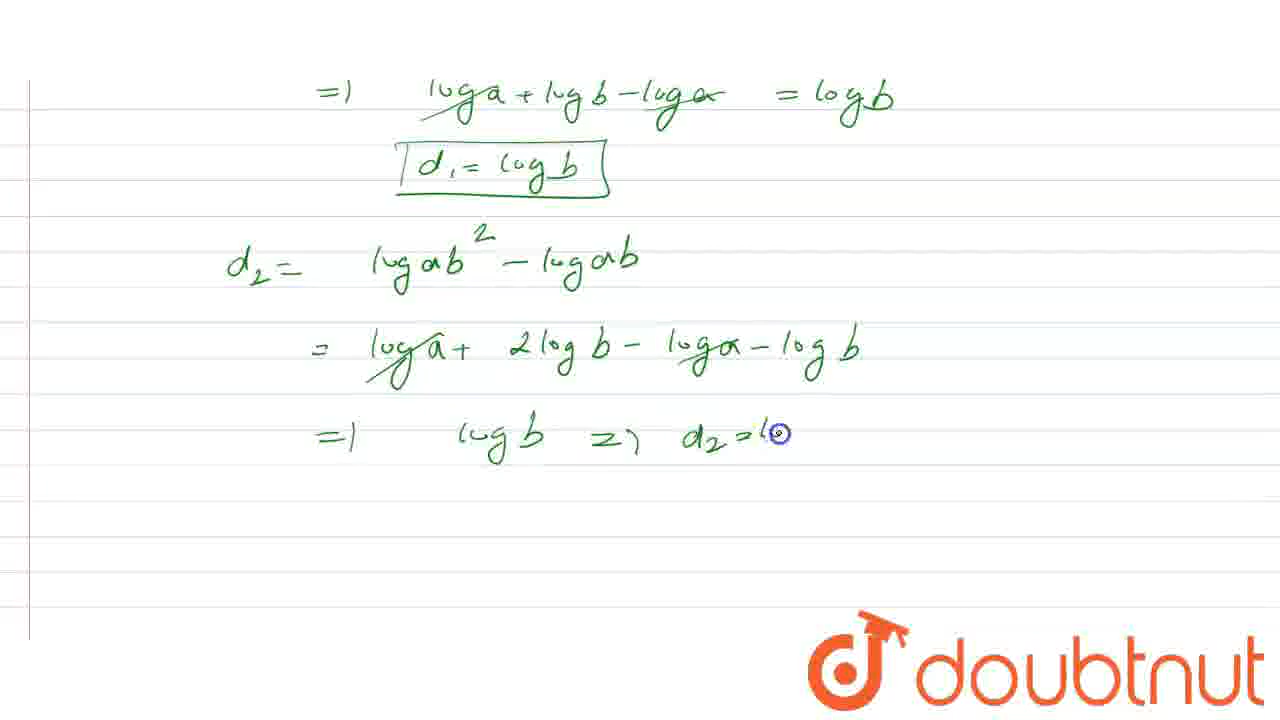 ⇒ log a + log b - log a = log b
d₁ = log b
d₂ = log ab² - log ab
= log a + 2 log b - log a - log b
⇒ log b ⇒ d₂ = lo
doubtnut